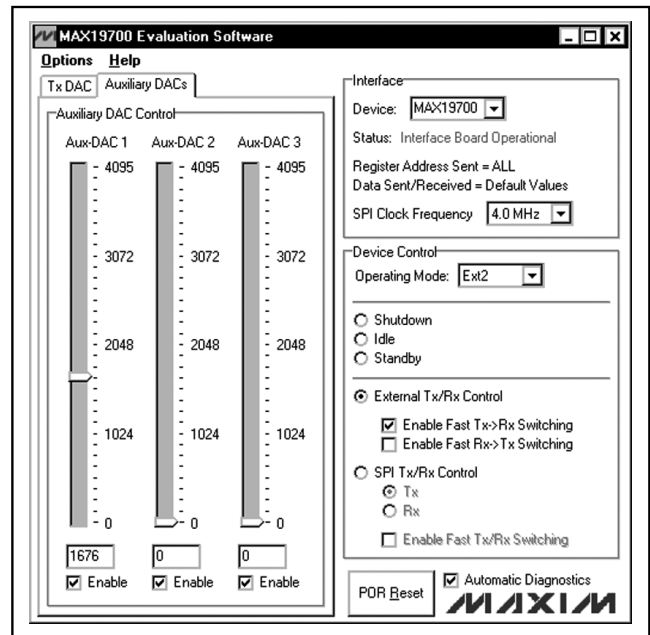 MAX19700 Evaluation Software
Options Help
Tx DAC Auxiliary DACs
Auxiliary DAC Control
Aux-DAC 1 Aux-DAC 2 Aux-DAC 3
4095 4095 4095
3072 3072 3072
2048 2048 2048
1024 1024 1024
0 0 0
1676 0 0
Enable Enable Enable
Interface
Device: MAX19700
Status: Interface Board Operational
Register Address Sent = ALL
Data Sent/Received = Default Values
SPI Clock Frequency 4.0 MHz
Device Control
Operating Mode: Ext2
Shutdown
Idle
Standby
External Tx/Rx Control
Enable Fast Tx->Rx Switching
Enable Fast Rx->Tx Switching
SPI Tx/Rx Control
Tx
Rx
Enable Fast Tx/Rx Switching
POR Reset
Automatic Diagnostics
MAXIM